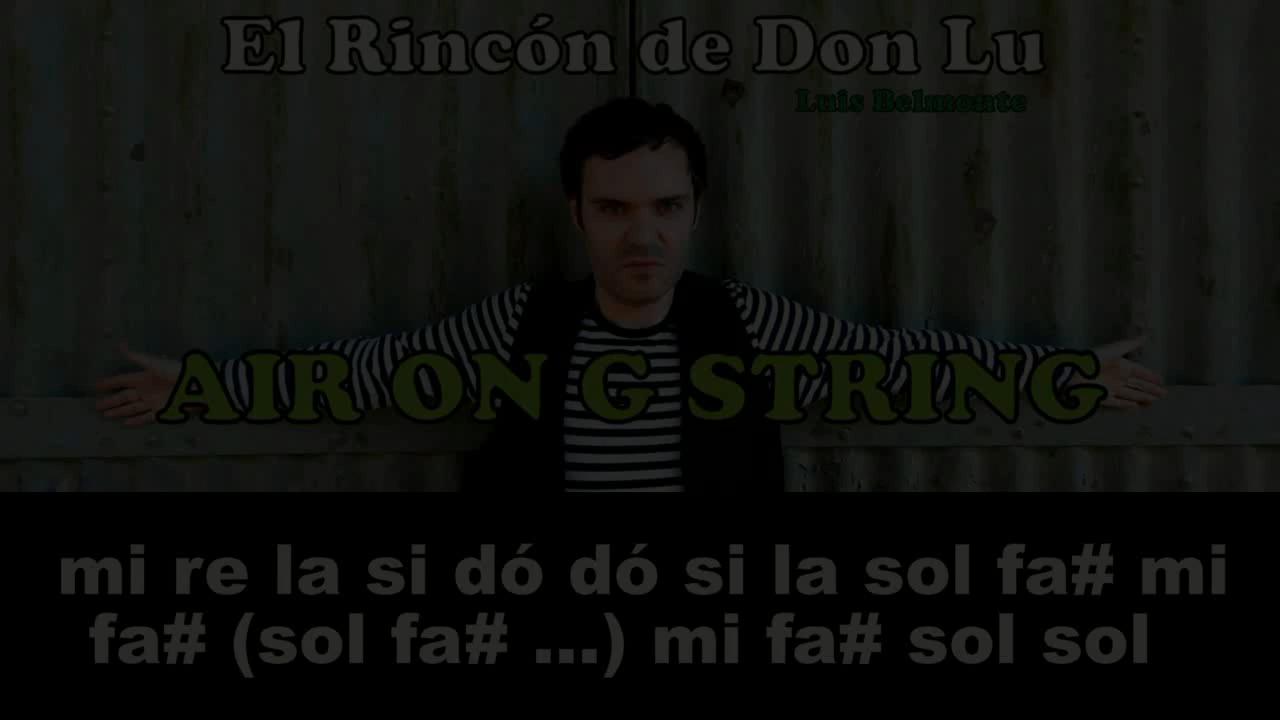 El Rincón de Don Lu
Luis Belmonte
AIR ON G STRING
mi re la si dó dó si la sol fa# mi
fa# (sol fa# ...) mi fa# sol sol